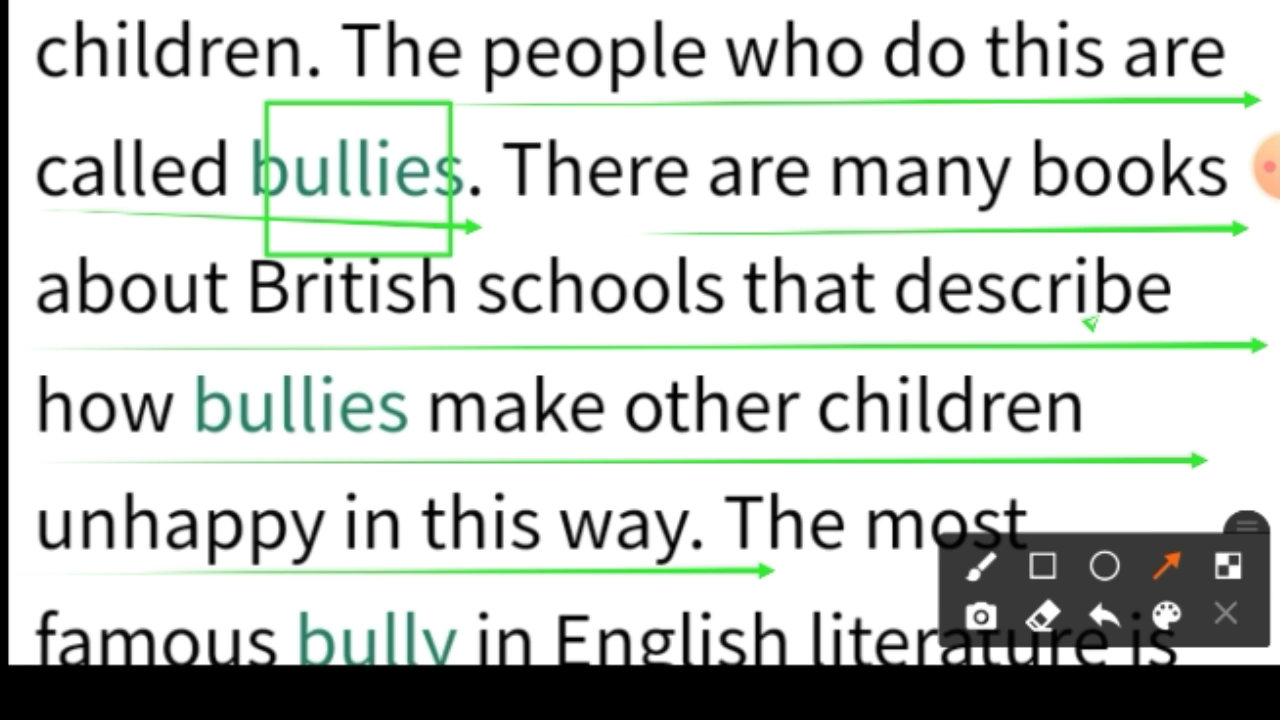 children. The people who do this are
called bullies. There are many books
about British schools that describe
how bullies make other children
unhappy in this way. The most
famous bully in English literature is